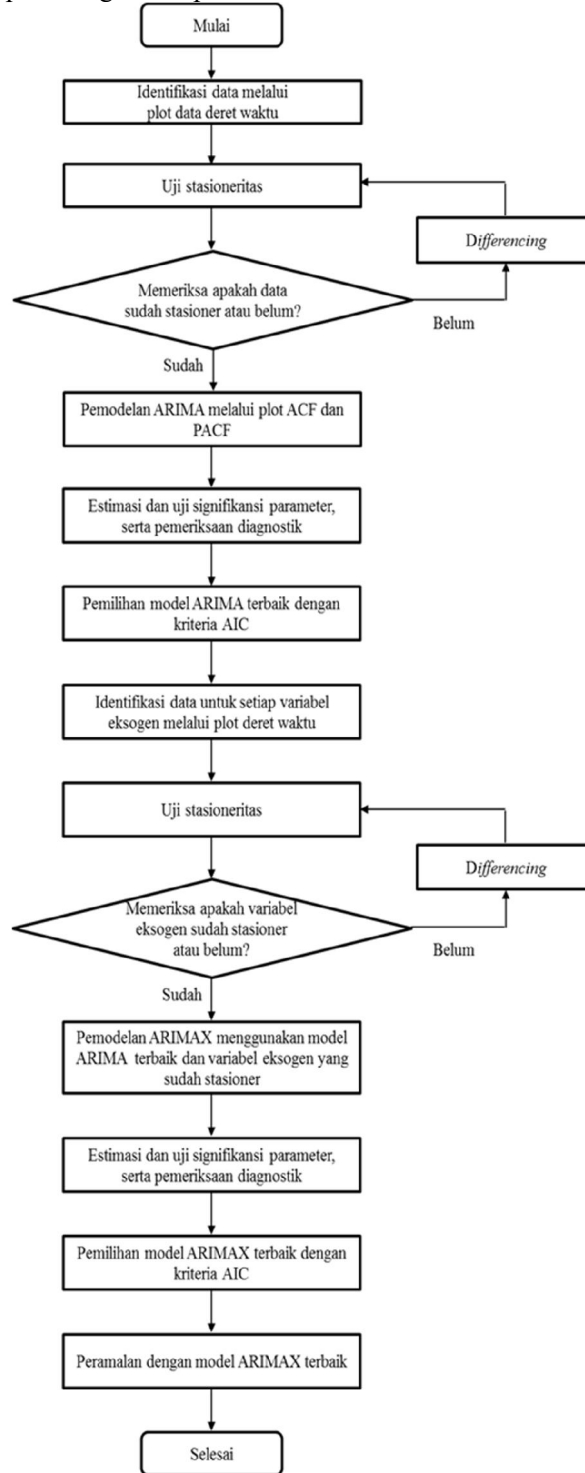 Mulai
Identifikasi data melalui
plot data deret waktu
Uji stasioneritas
Differencing
Memeriksa apakah data
sudah stasioner atau belum?
Belum
Sudah
Pemodelan ARIMA melalui plot ACF dan
PACF
Estimasi dan uji signifikansi parameter,
serta pemeriksaan diagnostik
Pemilihan model ARIMA terbaik dengan
kriteria AIC
Identifikasi data untuk setiap variabel
eksogen melalui plot deret waktu
Uji stasioneritas
Differencing
Memeriksa apakah variabel
eksogen sudah stasioner
atau belum?
Belum
Sudah
Pemodelan ARIMAX menggunakan model
ARIMA terbaik dan variabel eksogen yang
sudah stasioner
Estimasi dan uji signifikansi parameter,
serta pemeriksaan diagnostik
Pemilihan model ARIMAX terbaik dengan
kriteria AIC
Peramalan dengan model ARIMAX terbaik
Selesai